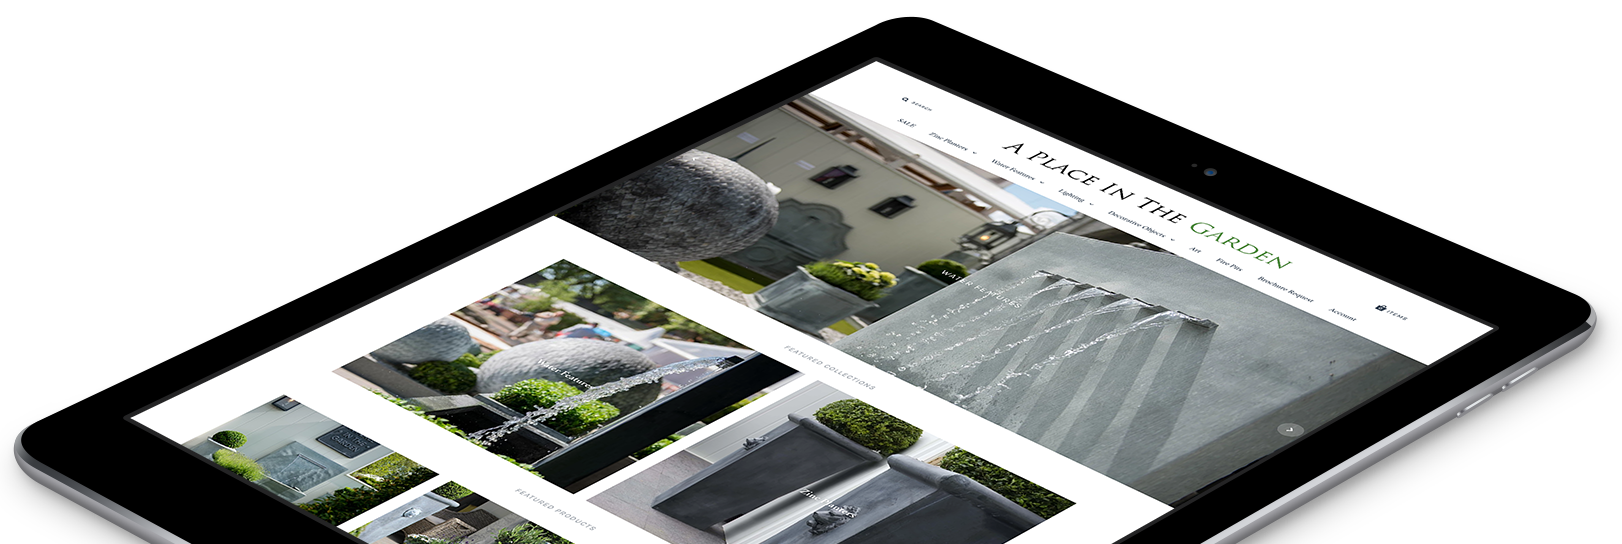 SEARCH
A PLACE IN THE GARDEN
ITEMS
SALE Zinc Planters Water Features Lighting Decorative Objects Art Fire Pits Brochure Request Account
WATER FEATURES
FEATURED COLLECTIONS
Water Features
Zinc Planters
FEATURED PRODUCTS